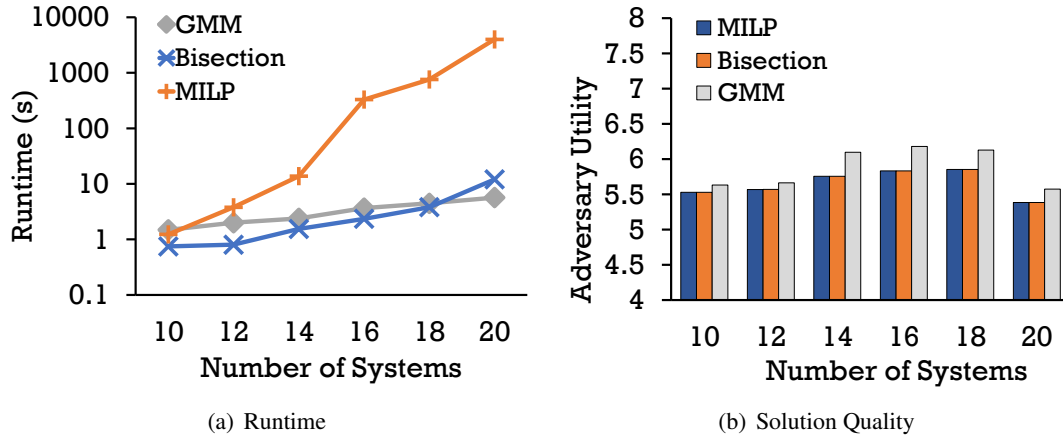 10000
1000
100
10
1
0.1
Runtime (s)
GMM
Bisection
MILP
10 12 14 16 18 20
Number of Systems
(a) Runtime
8
7.5
7
6.5
6
5.5
5
4.5
4
Adversary Utility
MILP
Bisection
GMM
10 12 14 16 18 20
Number of Systems
(b) Solution Quality